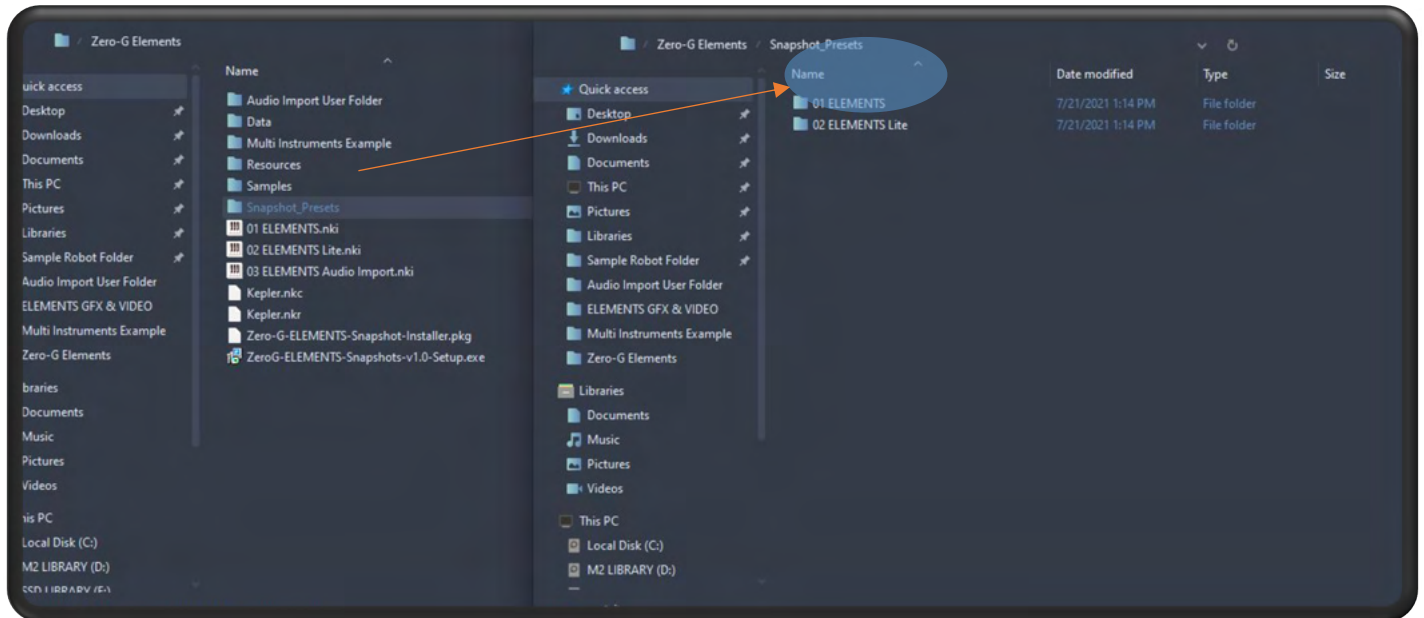 Zero-G Elements
uick access
Desktop
Downloads
Documents
This PC
Pictures
Libraries
Sample Robot Folder
Audio Import User Folder
ELEMENTS GFX & VIDEO
Multi Instruments Example
Zero-G Elements
braries
Documents
Music
Pictures
Videos
his PC
Local Disk (C:)
M2 LIBRARY (D:)
SSD LIBRARY (E:)
Name
Audio Import User Folder
Data
Multi Instruments Example
Resources
Samples
Snapshot_Presets
01 ELEMENTS.nki
02 ELEMENTS Lite.nki
03 ELEMENTS Audio Import.nki
Kepler.nkc
Kepler.nkr
Zero-G-ELEMENTS-Snapshot-Installer.pkg
ZeroG-ELEMENTS-Snapshots-v1.0-Setup.exe
/ Zero-G Elements / Snapshot_Presets
Quick access
Desktop
Downloads
Documents
This PC
Pictures
Libraries
Sample Robot Folder
Audio Import User Folder
ELEMENTS GFX & VIDEO
Multi Instruments Example
Zero-G Elements
Libraries
Documents
Music
Pictures
Videos
This PC
Local Disk (C:)
M2 LIBRARY (D:)
Name Date modified Type Size
01 ELEMENTS 7/21/2021 1:14 PM File folder
02 ELEMENTS Lite 7/21/2021 1:14 PM File folder